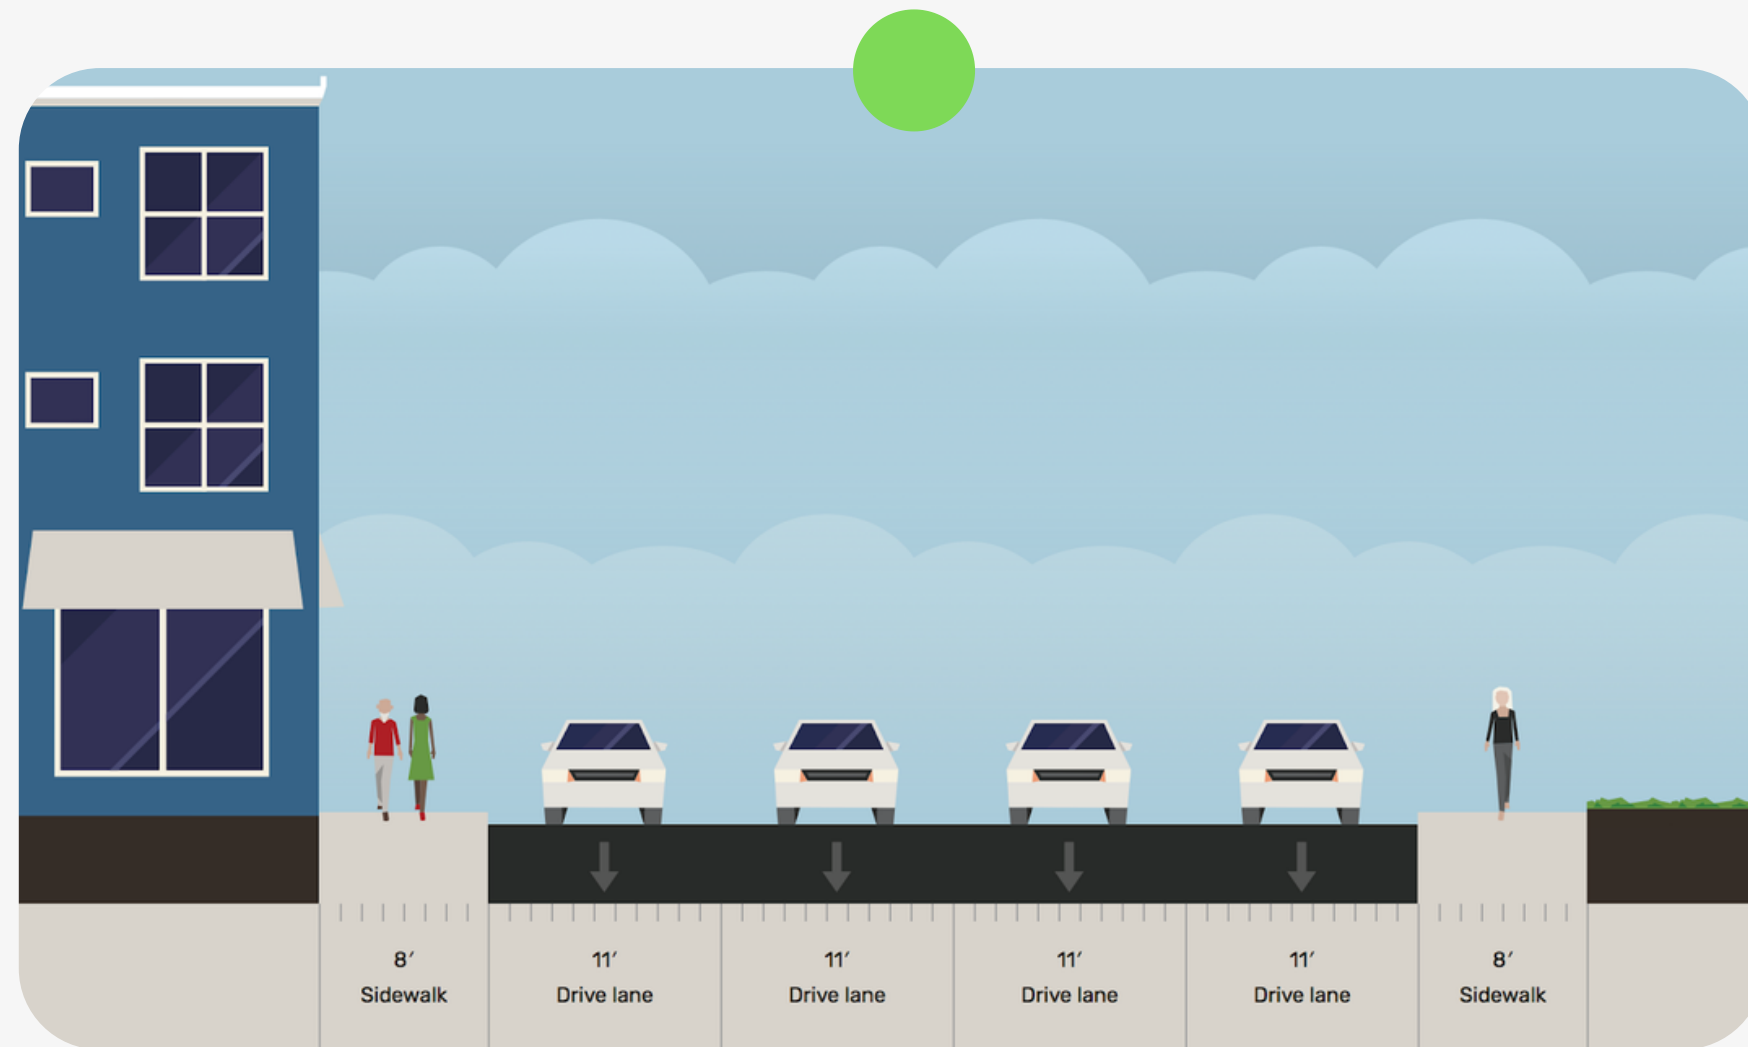 8′
Sidewalk
11′
Drive lane
11′
Drive lane
11′
Drive lane
11′
Drive lane
8′
Sidewalk